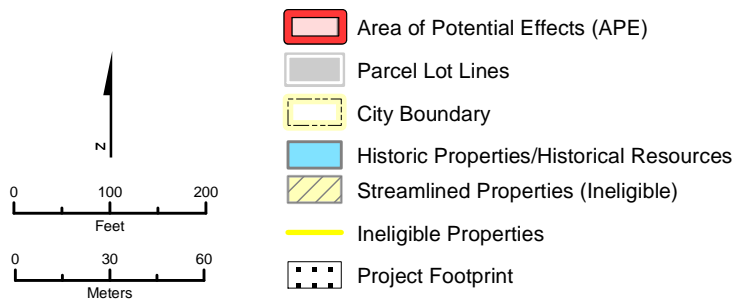 Area of Potential Effects (APE)
Parcel Lot Lines
City Boundary
Historic Properties/Historical Resources
Streamlined Properties (Ineligible)
Ineligible Properties
Project Footprint
N
0 100 200
Feet
0 30 60
Meters